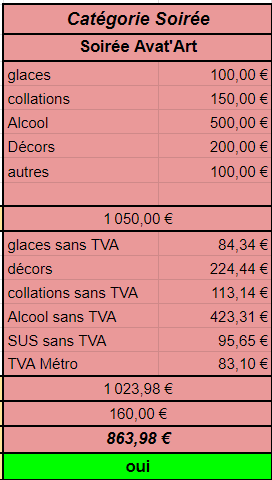 Catégorie Soirée
Soirée Avat'Art
glaces 100,00 €
collations 150,00 €
Alcool 500,00 €
Décors 200,00 €
autres 100,00 €
1 050,00 €
glaces sans TVA 84,34 €
décors 224,44 €
collations sans TVA 113,14 €
Alcool sans TVA 423,31 €
SUS sans TVA 95,65 €
TVA Métro 83,10 €
1 023,98 €
160,00 €
863,98 €
oui